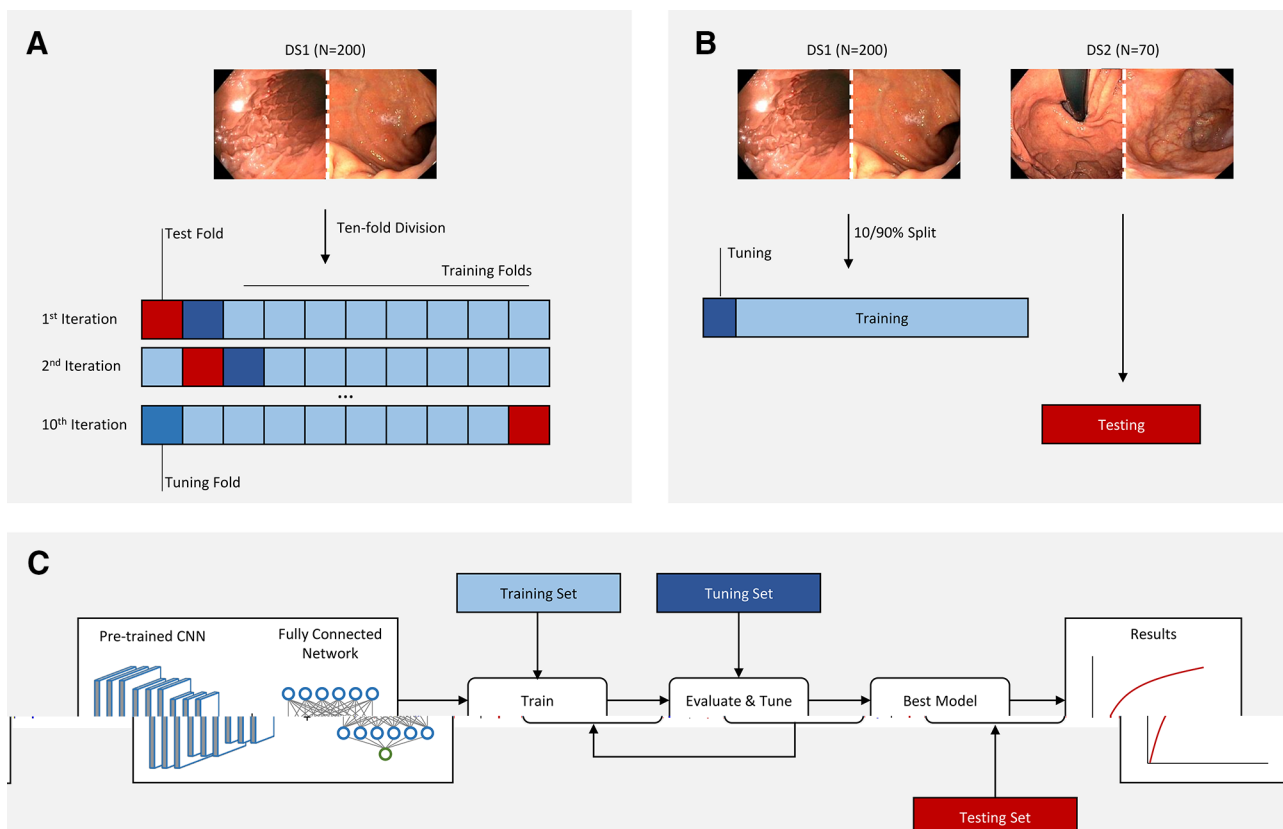 A
DS1 (N=200)
Ten-fold Division
Test Fold
Training Folds
1st Iteration
2nd Iteration
...
10th Iteration
Tuning Fold
B
DS1 (N=200)
DS2 (N=70)
10/90% Split
Tuning
Training
Testing
C
Training Set
Tuning Set
Pre-trained CNN
Fully Connected
Network
Results
Train
Evaluate & Tune
Best Model
Testing Set